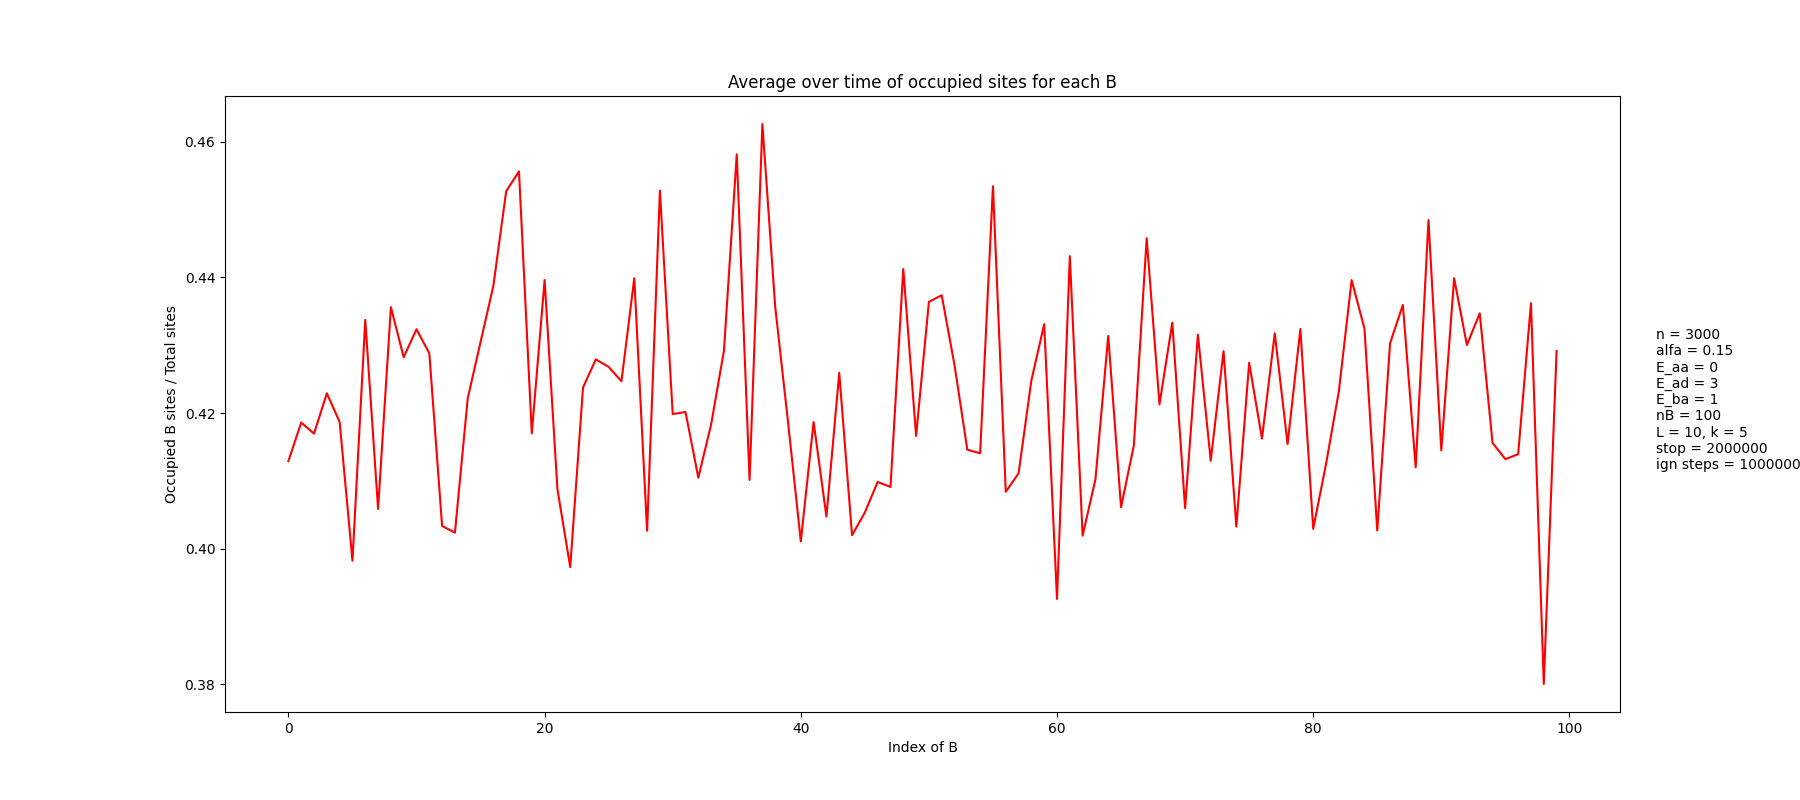 Average over time of occupied sites for each B
Occupied B sites / Total sites
0.46
0.44
0.42
0.40
0.38
0 20 40 60 80 100
Index of B
n = 3000
alfa = 0.15
E_aa = 0
E_ad = 3
E_ba = 1
nB = 100
L = 10, k = 5
stop = 2000000
ign steps = 1000000